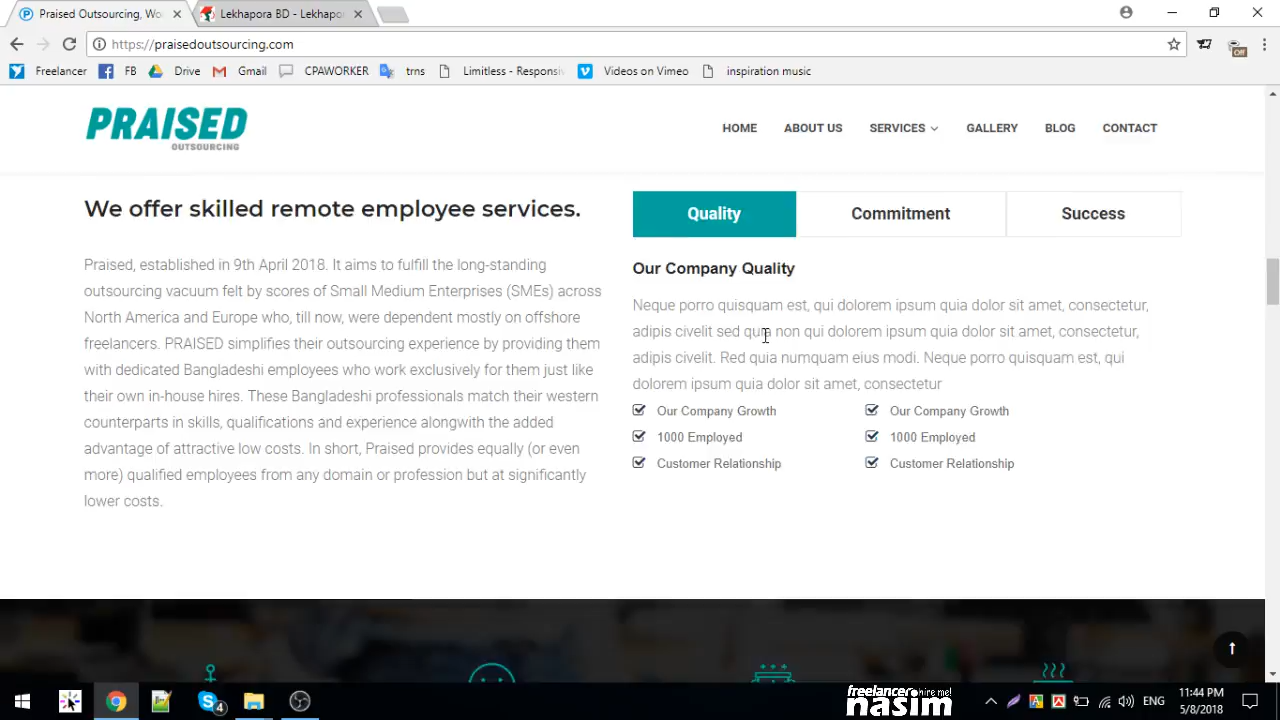 Praised Outsourcing, Wo
Lekhapora BD - Lekhapor
https://praisedoutsourcing.com
Off
Freelancer
FB
Drive
Gmail
CPAWORKER
trns
Limitless - Responsiv
Videos on Vimeo
inspiration music
PRAISED
OUTSOURCING
HOME
ABOUT US
SERVICES
GALLERY
BLOG
CONTACT
We offer skilled remote employee services.
Praised, established in 9th April 2018. It aims to fulfill the long-standing
outsourcing vacuum felt by scores of Small Medium Enterprises (SMEs) across
North America and Europe who, till now, were dependent mostly on offshore
freelancers. PRAISED simplifies their outsourcing experience by providing them
with dedicated Bangladeshi employees who work exclusively for them just like
their own in-house hires. These Bangladeshi professionals match their western
counterparts in skills, qualifications and experience alongwith the added
advantage of attractive low costs. In short, Praised provides equally (or even
more) qualified employees from any domain or profession but at significantly
lower costs.
Quality
Commitment
Success
Our Company Quality
Neque porro quisquam est, qui dolorem ipsum quia dolor sit amet, consectetur,
adipis civelit sed quia non qui dolorem ipsum quia dolor sit amet, consectetur,
adipis civelit. Red quia numquam eius modi. Neque porro quisquam est, qui
dolorem ipsum quia dolor sit amet, consectetur
Our Company Growth
Our Company Growth
1000 Employed
1000 Employed
Customer Relationship
Customer Relationship
4
freelancer hire me!
nasim
ENG
11:44 PM
5/8/2018